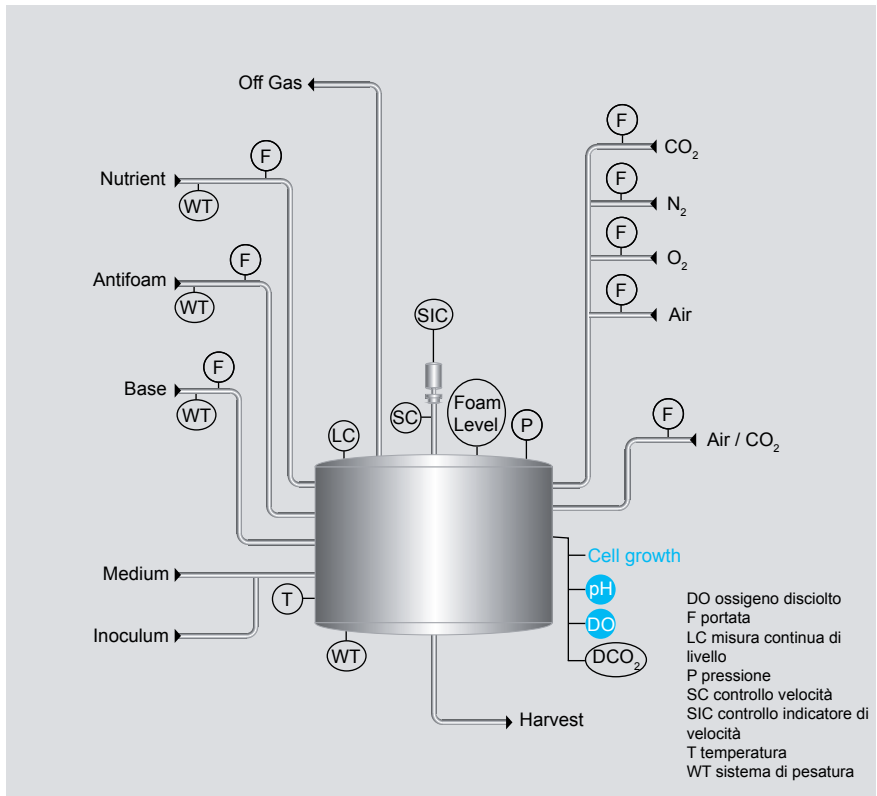 Off Gas
F
CO2
F
Nutrient
WT
F
N2
F
O2
F
Antifoam
WT
F
Air
SIC
F
Base
WT
SC
Foam
Level
P
LC
F
Air / CO2
Cell growth
Medium
pH
T
DO
Inoculum
WT
DCO2
Harvest
DO ossigeno disciolto
F portata
LC misura continua di
livello
P pressione
SC controllo velocità
SIC controllo indicatore di
velocità
T temperatura
WT sistema di pesatura